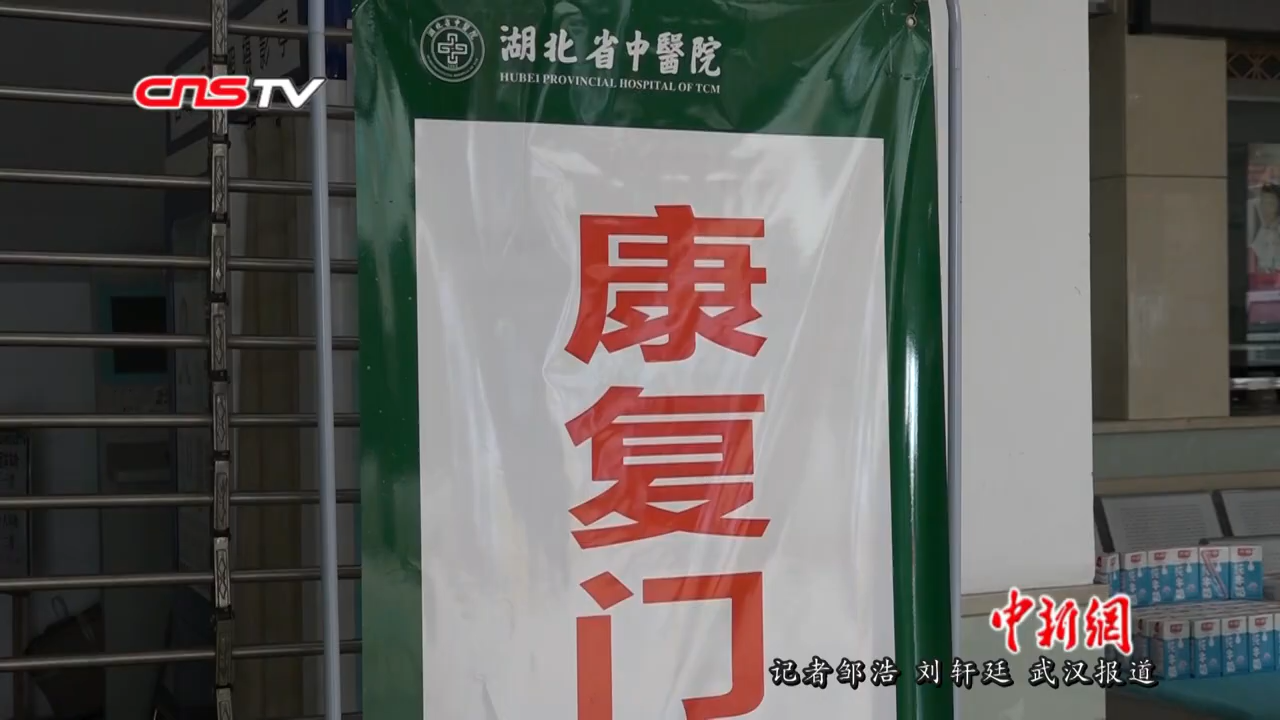 湖北省中醫院
HUBEI PROVINCIAL HOSPITAL OF TCM
CNSTV
康复门
中新網
记者邹浩 刘轩廷 武汉报道